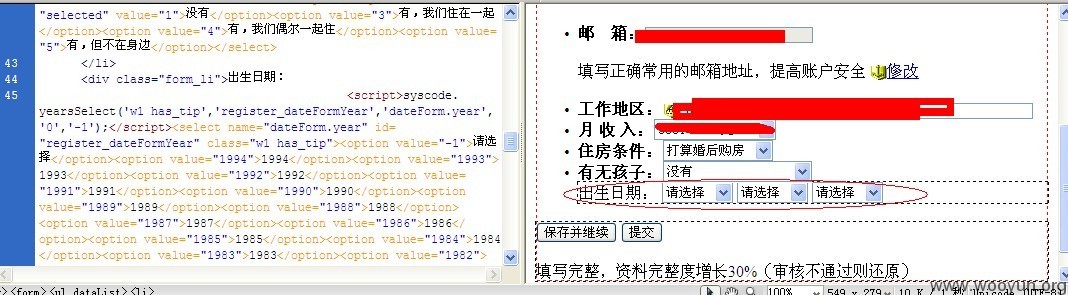 "selected" value="1">没有</option><option value="3">有，我们住在一起
</option><option value="4">有，我们偶尔一起住</option><option value=
"5">有，但不在身边</option></select>
43 </li>
44 <div class="form_li">出生日期：
45 <script>syscode.
yearsSelect('w1 has_tip','register_dateFormYear','dateForm.year',
'0','-1');</script><select name="dateForm.year" id=
"register_dateFormYear" class="w1 has_tip"><option value="-1">请选
择</option><option value="1994">1994</option><option value="1993">
1993</option><option value="1992">1992</option><option value=
"1991">1991</option><option value="1990">1990</option><option
value="1989">1989</option><option value="1988">1988</option>
<option value="1987">1987</option><option value="1986">1986</
option><option value="1985">1985</option><option value="1984">1984
</option><option value="1983">1983</option><option value="1982">
><form><ul.dataList><li>
• 邮 箱：
填写正确常用的邮箱地址，提高账户安全 修改
• 工作地区：
• 月 收 入：
• 住房条件： 打算婚后购房
• 有无孩子： 没有
出生日期： 请选择 请选择 请选择
保存并继续 提交
填写完整，资料完整度增长30%（审核不通过则还原）
100% 549 x 279 10 K / 1 秒 Unicode (UTF-8)
www.wooyun.org